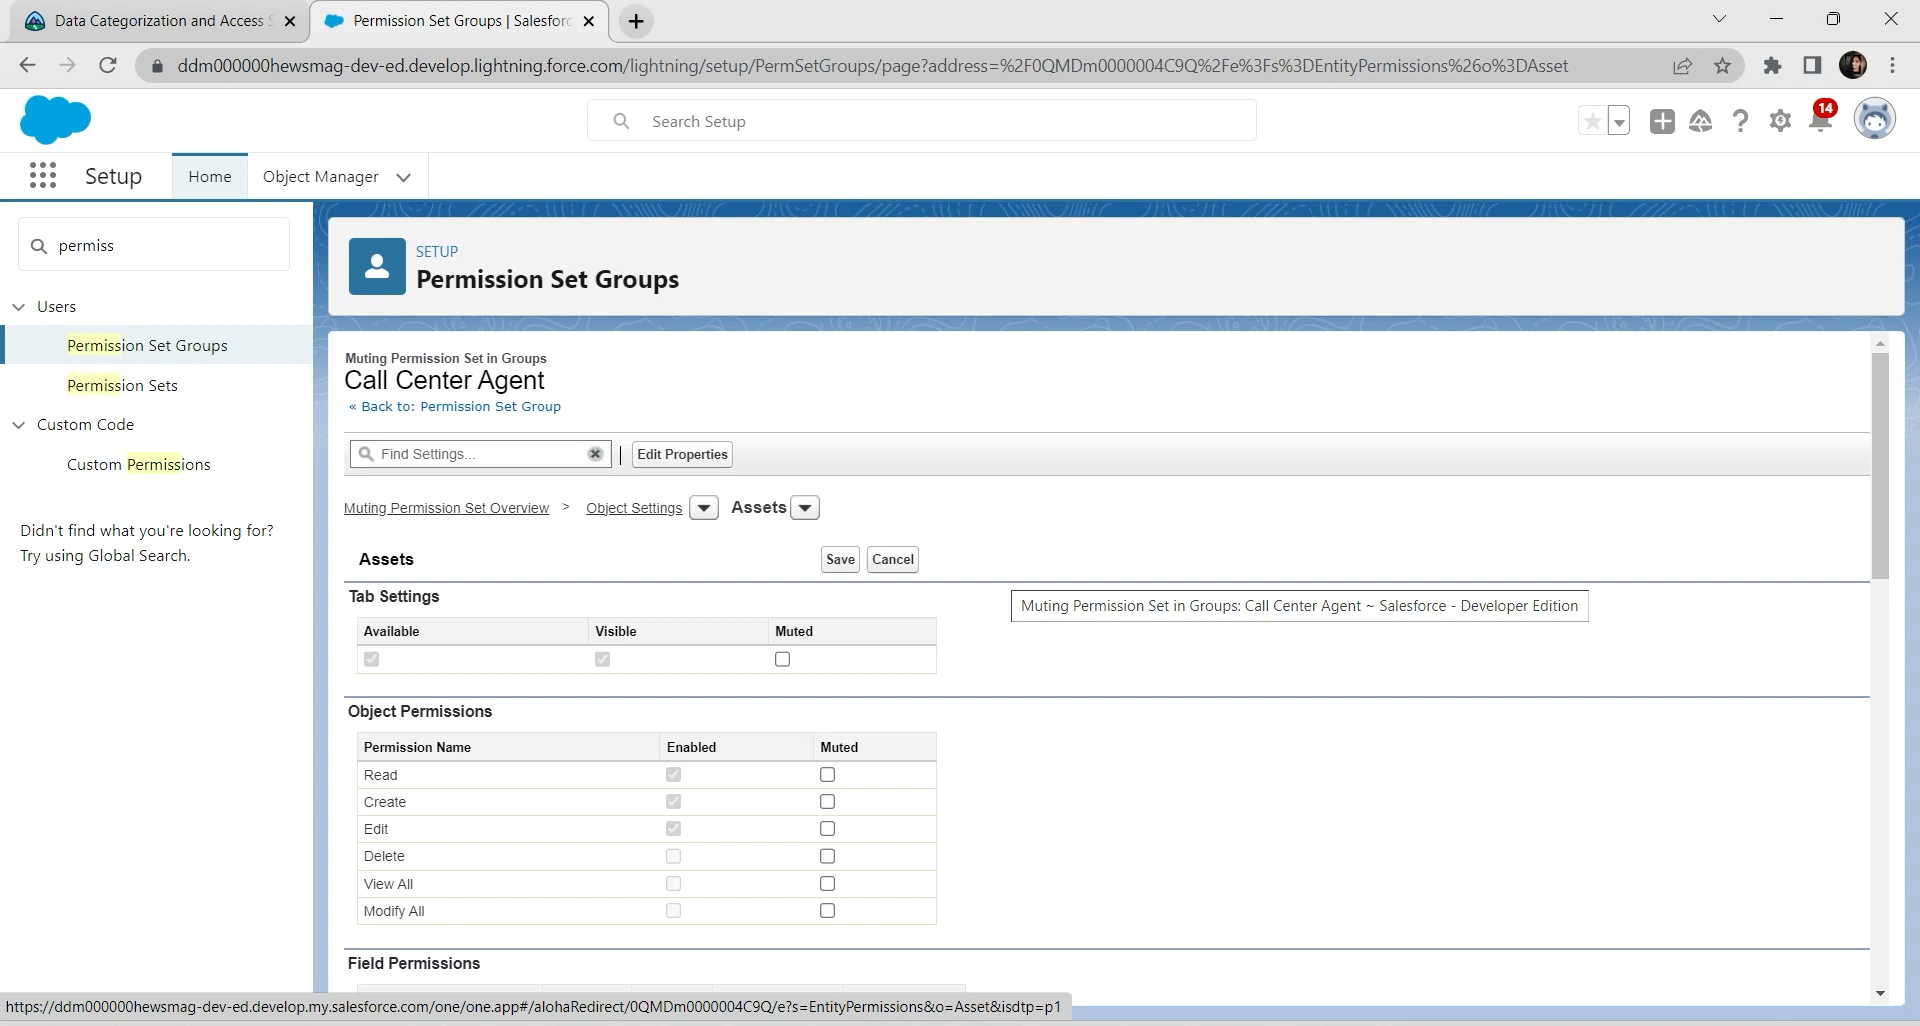 Data Categorization and Access S
Permission Set Groups | Salesforc
ddm000000hewsmag-dev-ed.develop.lightning.force.com/lightning/setup/PermSetGroups/page?address=%2F0QMDm0000004C9Q%2Fe%3Fs%3DEntityPermissions%26o%3DAsset
Search Setup
14
Setup
Home
Object Manager
permiss
Users
Permission Set Groups
Permission Sets
Custom Code
Custom Permissions
Didn't find what you're looking for?
Try using Global Search.
SETUP
Permission Set Groups
Muting Permission Set in Groups
Call Center Agent
« Back to: Permission Set Group
Find Settings...
Edit Properties
Muting Permission Set Overview > Object Settings Assets
Assets Save Cancel
Tab Settings
Muting Permission Set in Groups: Call Center Agent ~ Salesforce - Developer Edition
Available Visible Muted
Object Permissions
Permission Name Enabled Muted
Read
Create
Edit
Delete
View All
Modify All
Field Permissions
https://ddm000000hewsmag-dev-ed.develop.my.salesforce.com/one/one.app#/alohaRedirect/0QMDm0000004C9Q/e?s=EntityPermissions&o=Asset&isdtp=p1